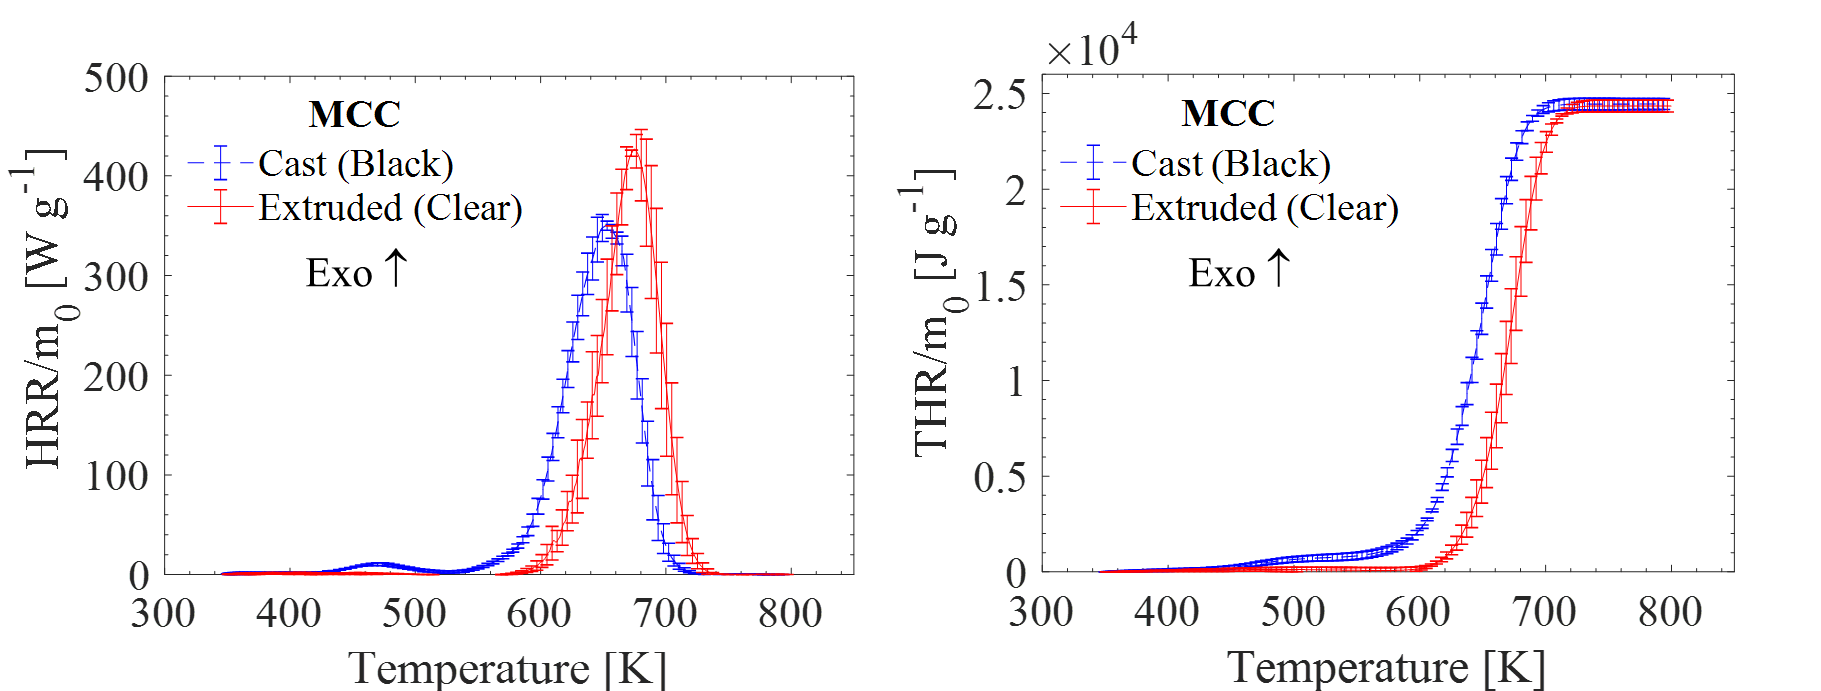 500
400
300
200
100
0
300 400 500 600 700 800
HRR/m0 [W g-1]
Temperature [K]
MCC
Cast (Black)
Extruded (Clear)
Exo ↑
×10^4
2.5
2
1.5
1
0.5
0
300 400 500 600 700 800
THR/m0 [J g-1]
Temperature [K]
MCC
Cast (Black)
Extruded (Clear)
Exo ↑